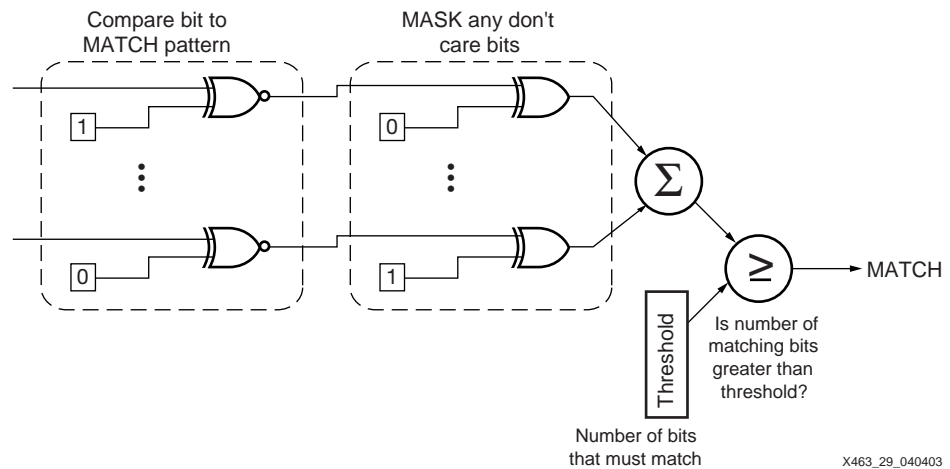 Compare bit to
MATCH pattern
MASK any don't
care bits
1
0
0
1
Σ
≥
MATCH
Threshold
Is number of
matching bits
greater than
threshold?
Number of bits
that must match
X463_29_040403